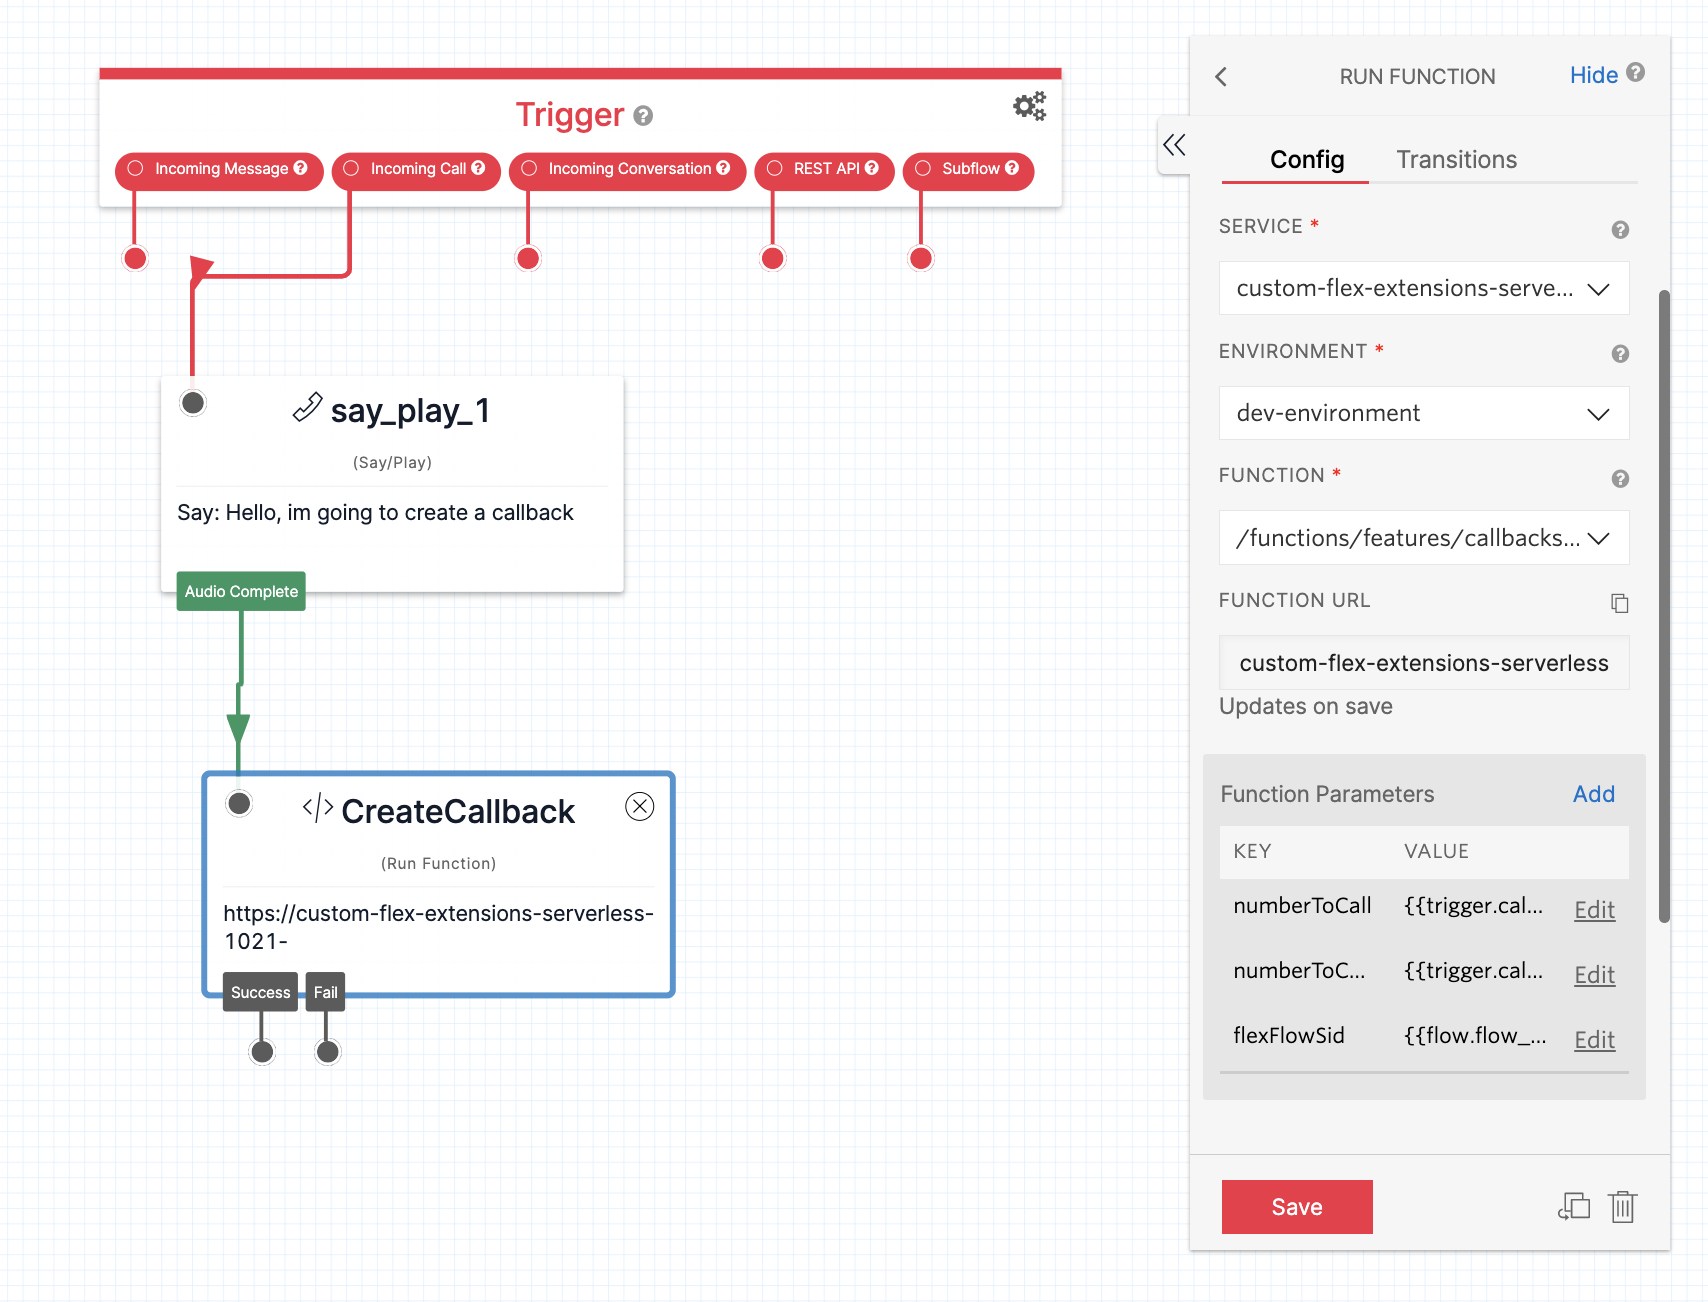 Trigger
Incoming Message
Incoming Call
Incoming Conversation
REST API
Subflow
say_play_1
(Say/Play)
Say: Hello, im going to create a callback
Audio Complete
CreateCallback
(Run Function)
https://custom-flex-extensions-serverless-
1021-
Success
Fail
RUN FUNCTION
Hide
Config
Transitions
SERVICE *
custom-flex-extensions-serve...
ENVIRONMENT *
dev-environment
FUNCTION *
/functions/features/callbacks...
FUNCTION URL
custom-flex-extensions-serverless
Updates on save
Function Parameters
Add
KEY VALUE
numberToCall {{trigger.cal... Edit
numberToC... {{trigger.cal... Edit
flexFlowSid {{flow.flow_... Edit
Save